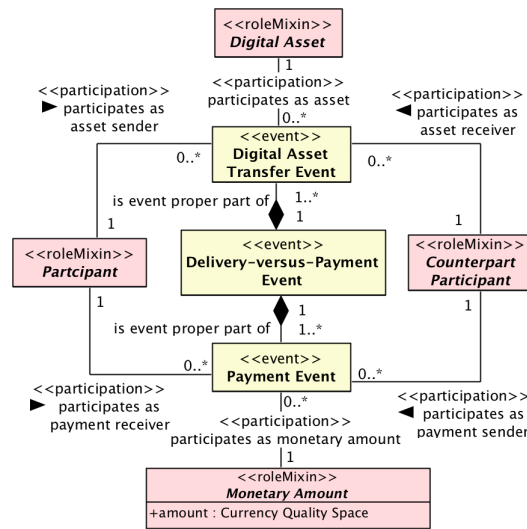 <<roleMixin>>
Digital Asset
1
<<participation>>
participates as asset
0..*
<<participation>>
participates as
asset sender
<<participation>>
participates as
asset receiver
<<event>>
Digital Asset
Transfer Event
0..*
0..*
is event proper part of
1..*
1
1
1
<<roleMixin>>
Partcipant
<<event>>
Delivery-versus-Payment
Event
<<roleMixin>>
Counterpart
Participant
1
1
1
is event proper part of
1..*
<<event>>
Payment Event
0..*
0..*
<<participation>>
participates as
payment receiver
0..*
<<participation>>
participates as monetary amount
1
<<participation>>
participates as
payment sender
<<roleMixin>>
Monetary Amount
+amount : Currency Quality Space